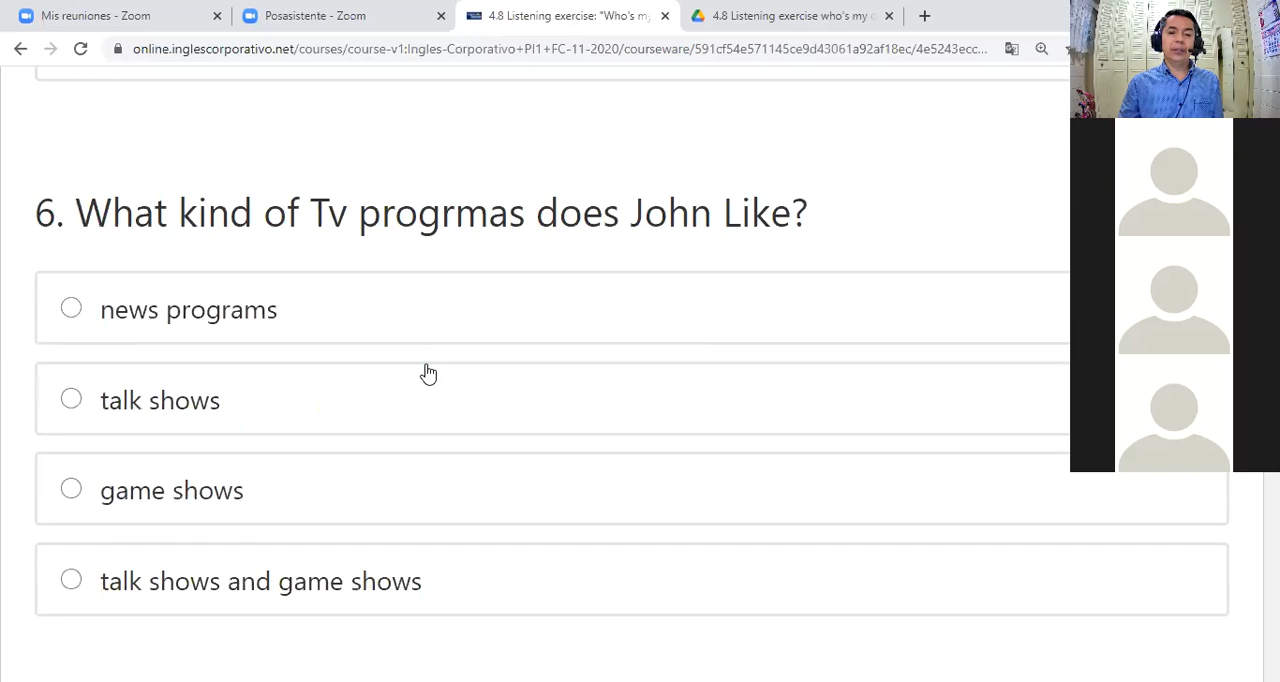 Mis reuniones - Zoom
Posasistente - Zoom
4.8 Listening exercise: "Who's my
4.8 Listening exercise who's my
online.inglescorporativo.net/courses/course-v1:Ingles-Corporativo+PI1+FC-11-2020/courseware/591cf54e571145ce9d43061a92af18ec/4e5243ecc...
6. What kind of Tv progrmas does John Like?
news programs
talk shows
game shows
talk shows and game shows